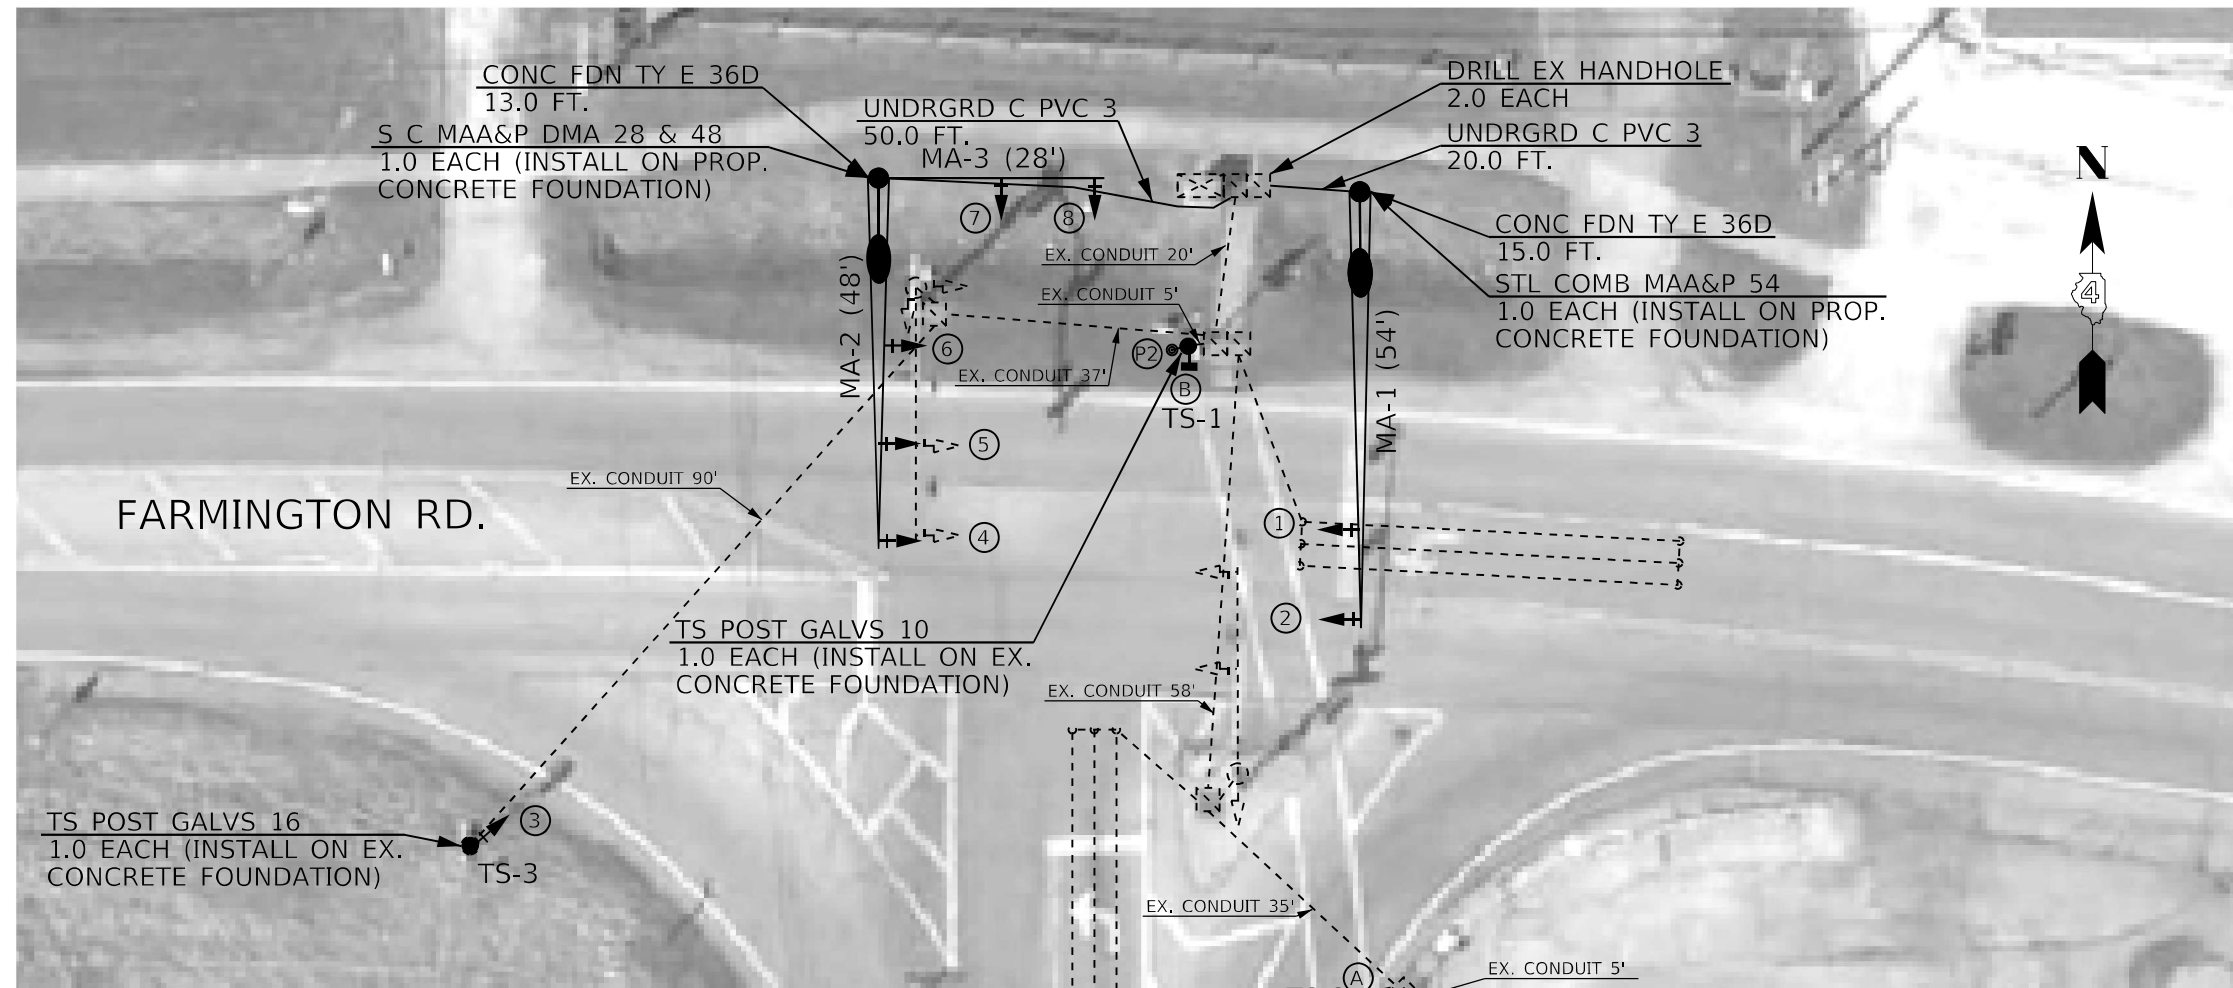 CONC FDN TY E 36D
13.0 FT.
S C MAA&P DMA 28 & 48
1.0 EACH (INSTALL ON PROP.
CONCRETE FOUNDATION)
UNDRGRD C PVC 3
50.0 FT.
MA-3 (28')
DRILL EX HANDHOLE
2.0 EACH
UNDRGRD C PVC 3
20.0 FT.
N
4
CONC FDN TY E 36D
15.0 FT.
STL COMB MAA&P 54
1.0 EACH (INSTALL ON PROP.
CONCRETE FOUNDATION)
7
8
EX. CONDUIT 20'
EX. CONDUIT 5'
MA-2 (48')
6
P2
EX. CONDUIT 37'
B
TS-1
MA-1 (54')
5
EX. CONDUIT 90'
FARMINGTON RD.
4
1
2
TS POST GALVS 10
1.0 EACH (INSTALL ON EX.
CONCRETE FOUNDATION)
EX. CONDUIT 58'
TS POST GALVS 16
1.0 EACH (INSTALL ON EX.
CONCRETE FOUNDATION)
3
TS-3
EX. CONDUIT 35'
A
EX. CONDUIT 5'